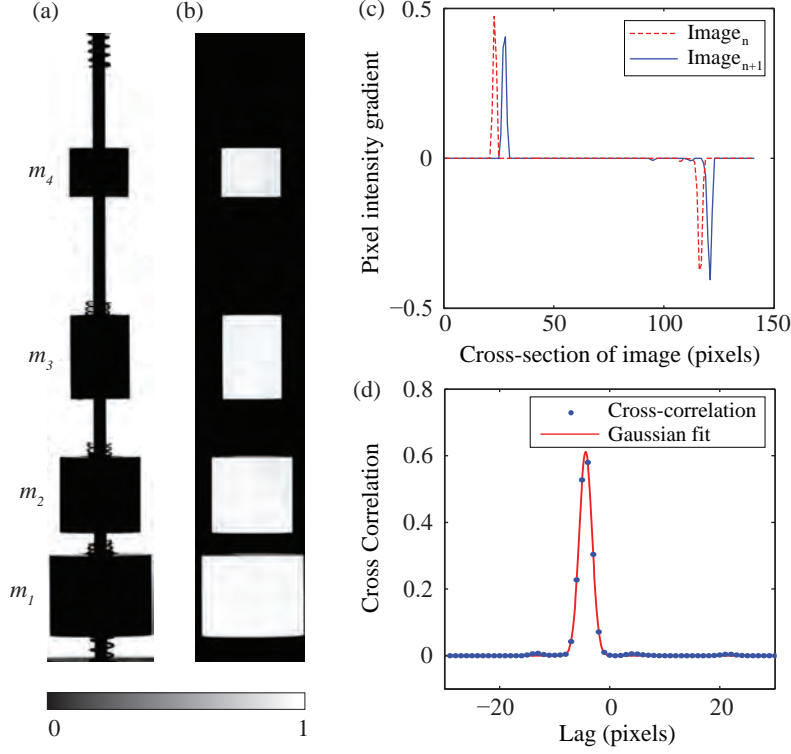 (a)
(b)
m4
m3
m2
m1
0 1
(c)
0.5
0
−0.5
Pixel intensity gradient
Imagen
Imagen+1
0 50 100 150
Cross-section of image (pixels)
(d)
0.8
0.6
0.4
0.2
0
Cross Correlation
Cross-correlation
Gaussian fit
−20 0 20
Lag (pixels)